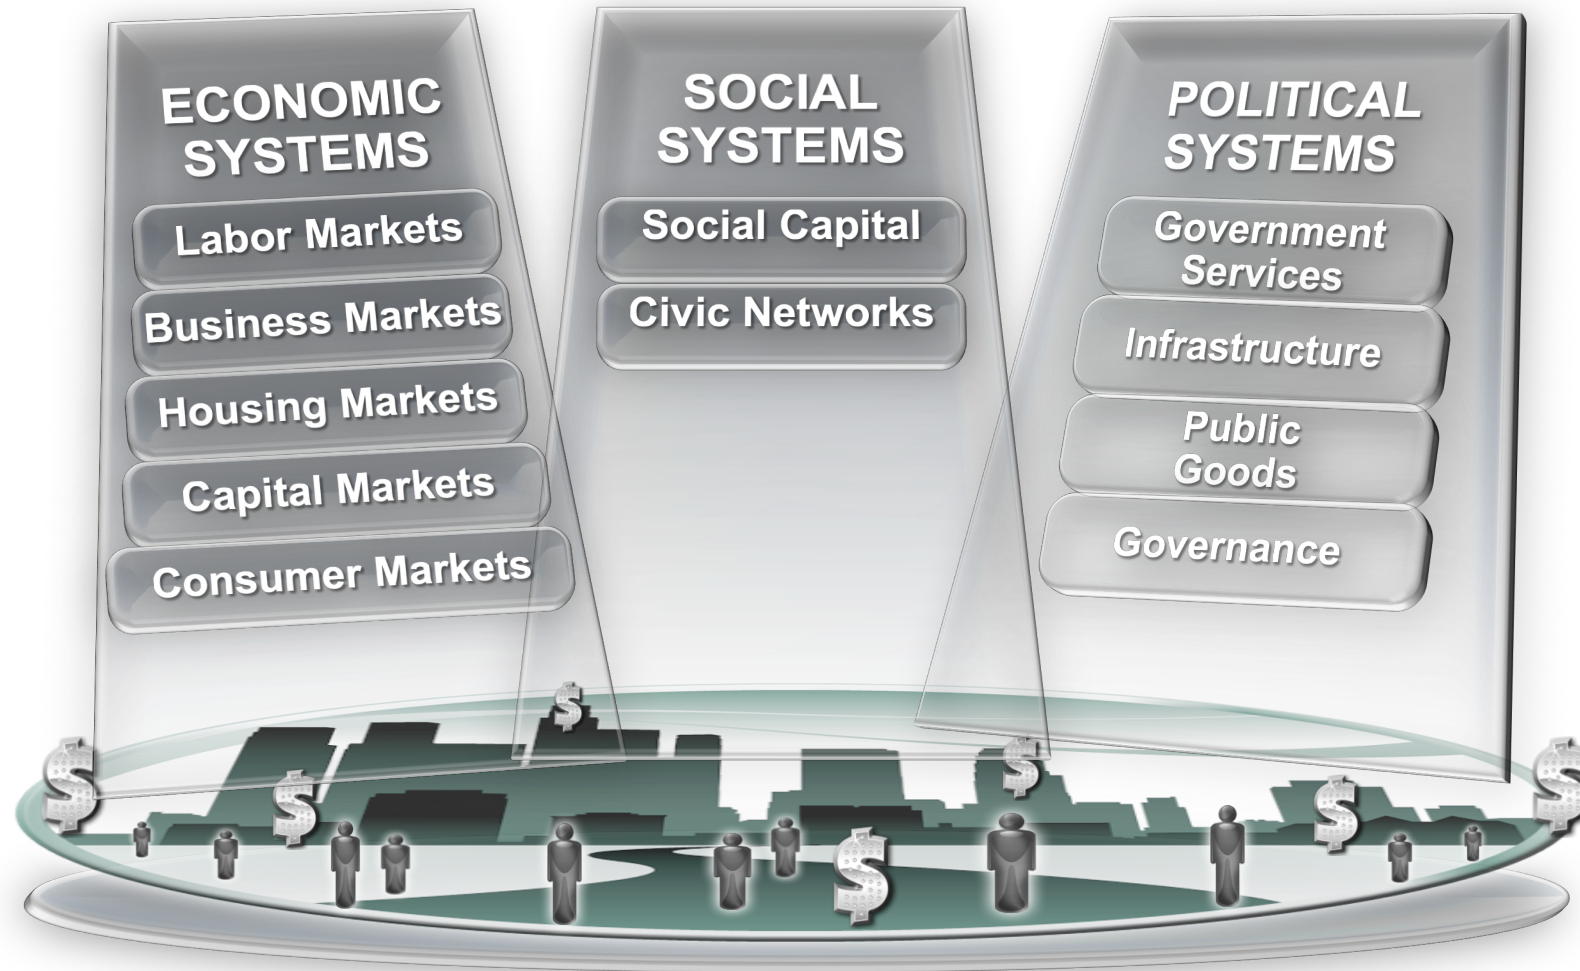 ECONOMIC
SYSTEMS
Labor Markets
Business Markets
Housing Markets
Capital Markets
Consumer Markets
SOCIAL
SYSTEMS
Social Capital
Civic Networks
POLITICAL
SYSTEMS
Government
Services
Infrastructure
Public
Goods
Governance
$
$
$
$
$
$
$